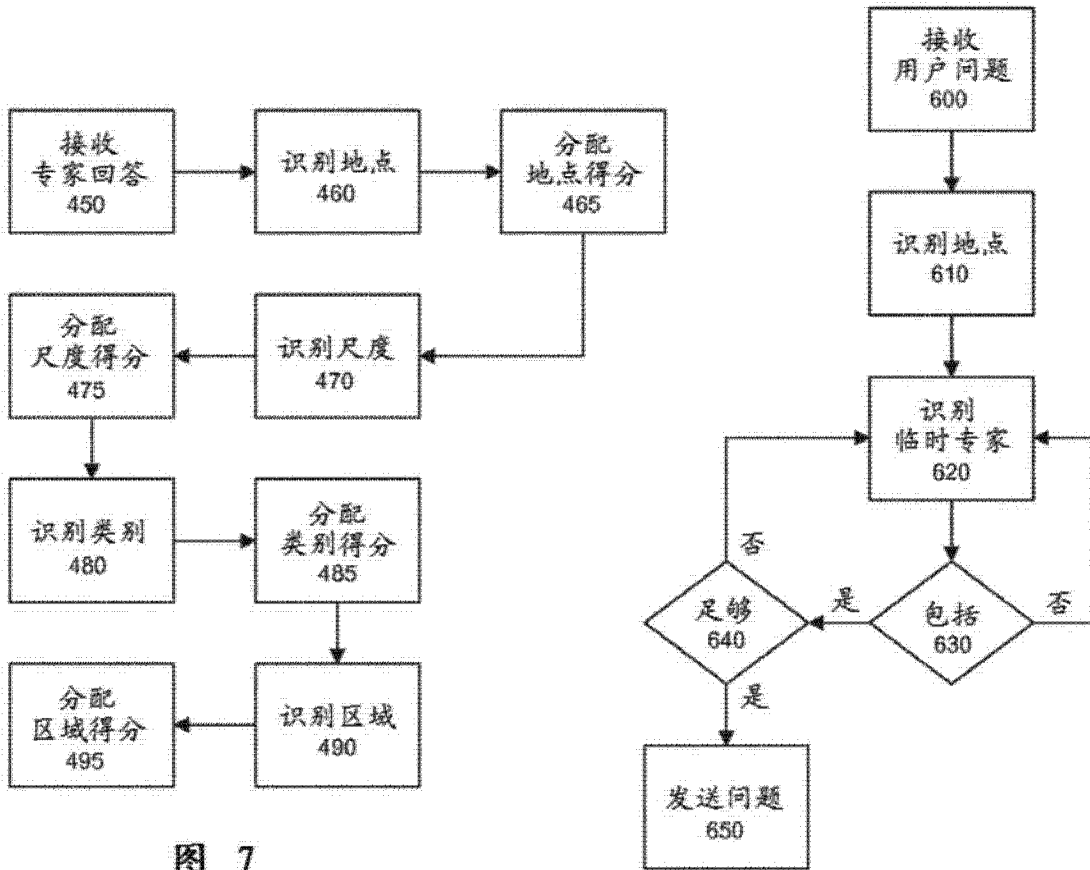 接收
专家回答
450
识别地点
460
分配
地点得分
465
分配
尺度得分
475
识别尺度
470
识别类别
480
分配
类别得分
485
分配
区域得分
495
识别区域
490
图 7
接收
用户问题
600
识别地点
610
识别
临时专家
620
否
足够
640
是
包括
630
否
是
发送问题
650